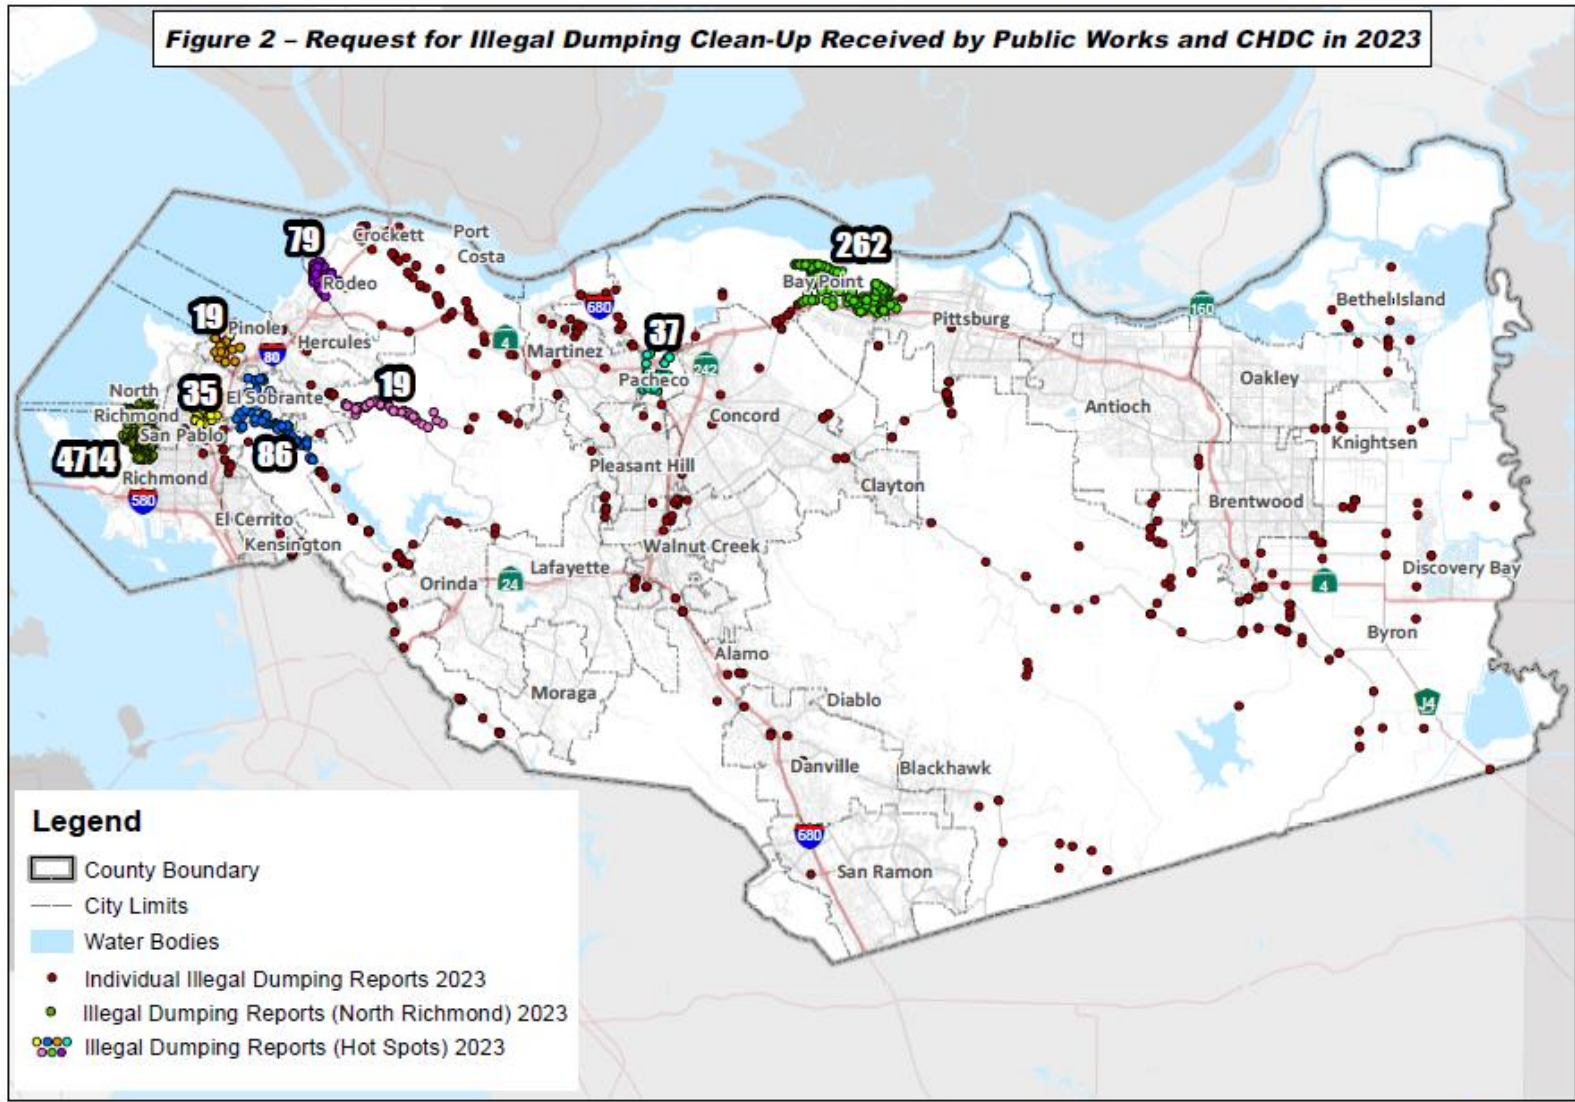 Figure 2 – Request for Illegal Dumping Clean-Up Received by Public Works and CHDC in 2023
79
Crockett
Port
Costa
262
Rodeo
Bay Point
680
Bethel Island
160
19
Pinole
Hercules
80
4
Martinez
37
242
Pittsburg
Pacheco
Oakley
North
Richmond
35
El Sobrante
19
Concord
Antioch
San Pablo
Knightsen
4714
86
Richmond
Pleasant Hill
Clayton
580
Brentwood
El Cerrito
Kensington
Walnut Creek
Orinda
24
Lafayette
Discovery Bay
4
Byron
Alamo
Moraga
Diablo
J4
Danville
Blackhawk
680
San Ramon
Legend
County Boundary
City Limits
Water Bodies
Individual Illegal Dumping Reports 2023
Illegal Dumping Reports (North Richmond) 2023
Illegal Dumping Reports (Hot Spots) 2023